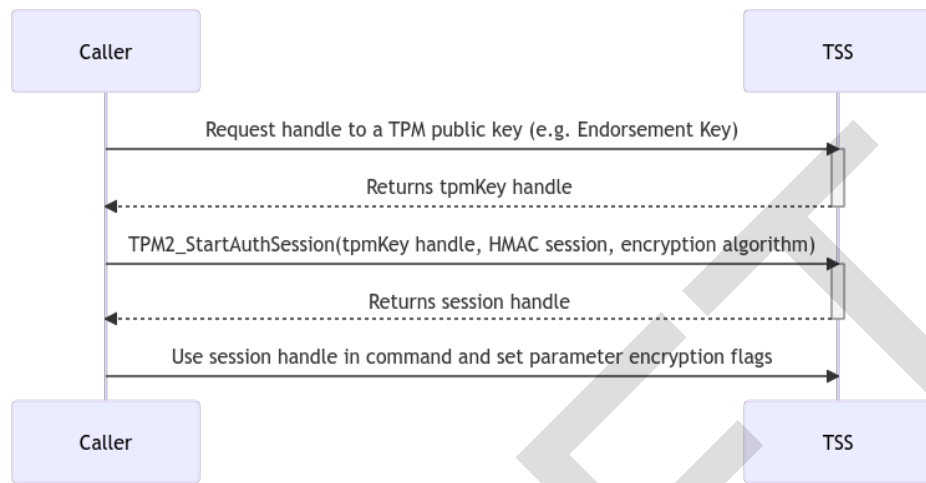 Caller
TSS
Request handle to a TPM public key (e.g. Endorsement Key)
Returns tpmKey handle
TPM2_StartAuthSession(tpmKey handle, HMAC session, encryption algorithm)
Returns session handle
Use session handle in command and set parameter encryption flags
Caller
TSS